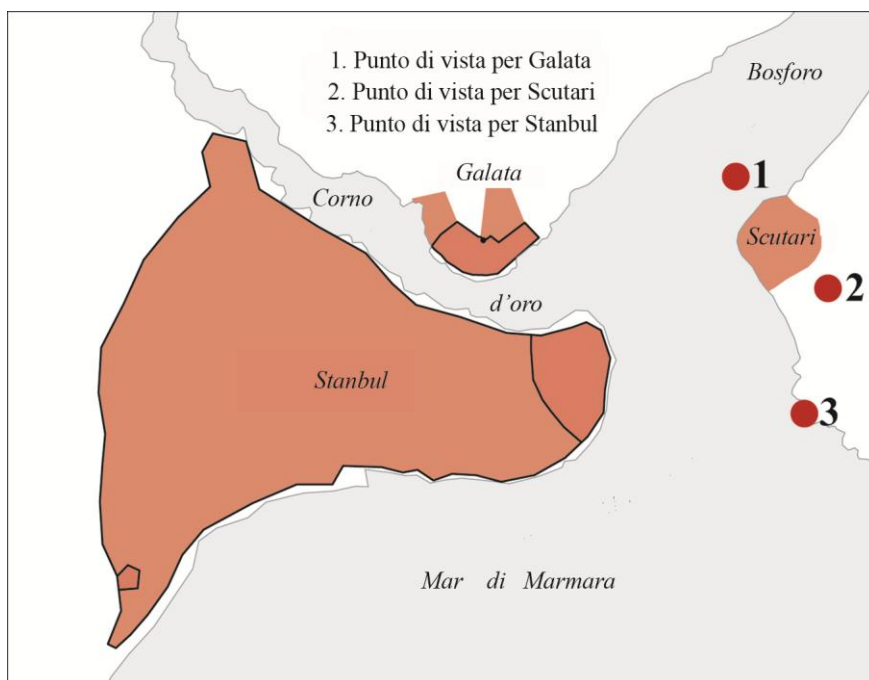 1. Punto di vista per Galata
2. Punto di vista per Scutari
3. Punto di vista per Stanbul
Bosforo
Galata
1
Corno
Scutari
2
d'oro
Stanbul
3
Mar di Marmara